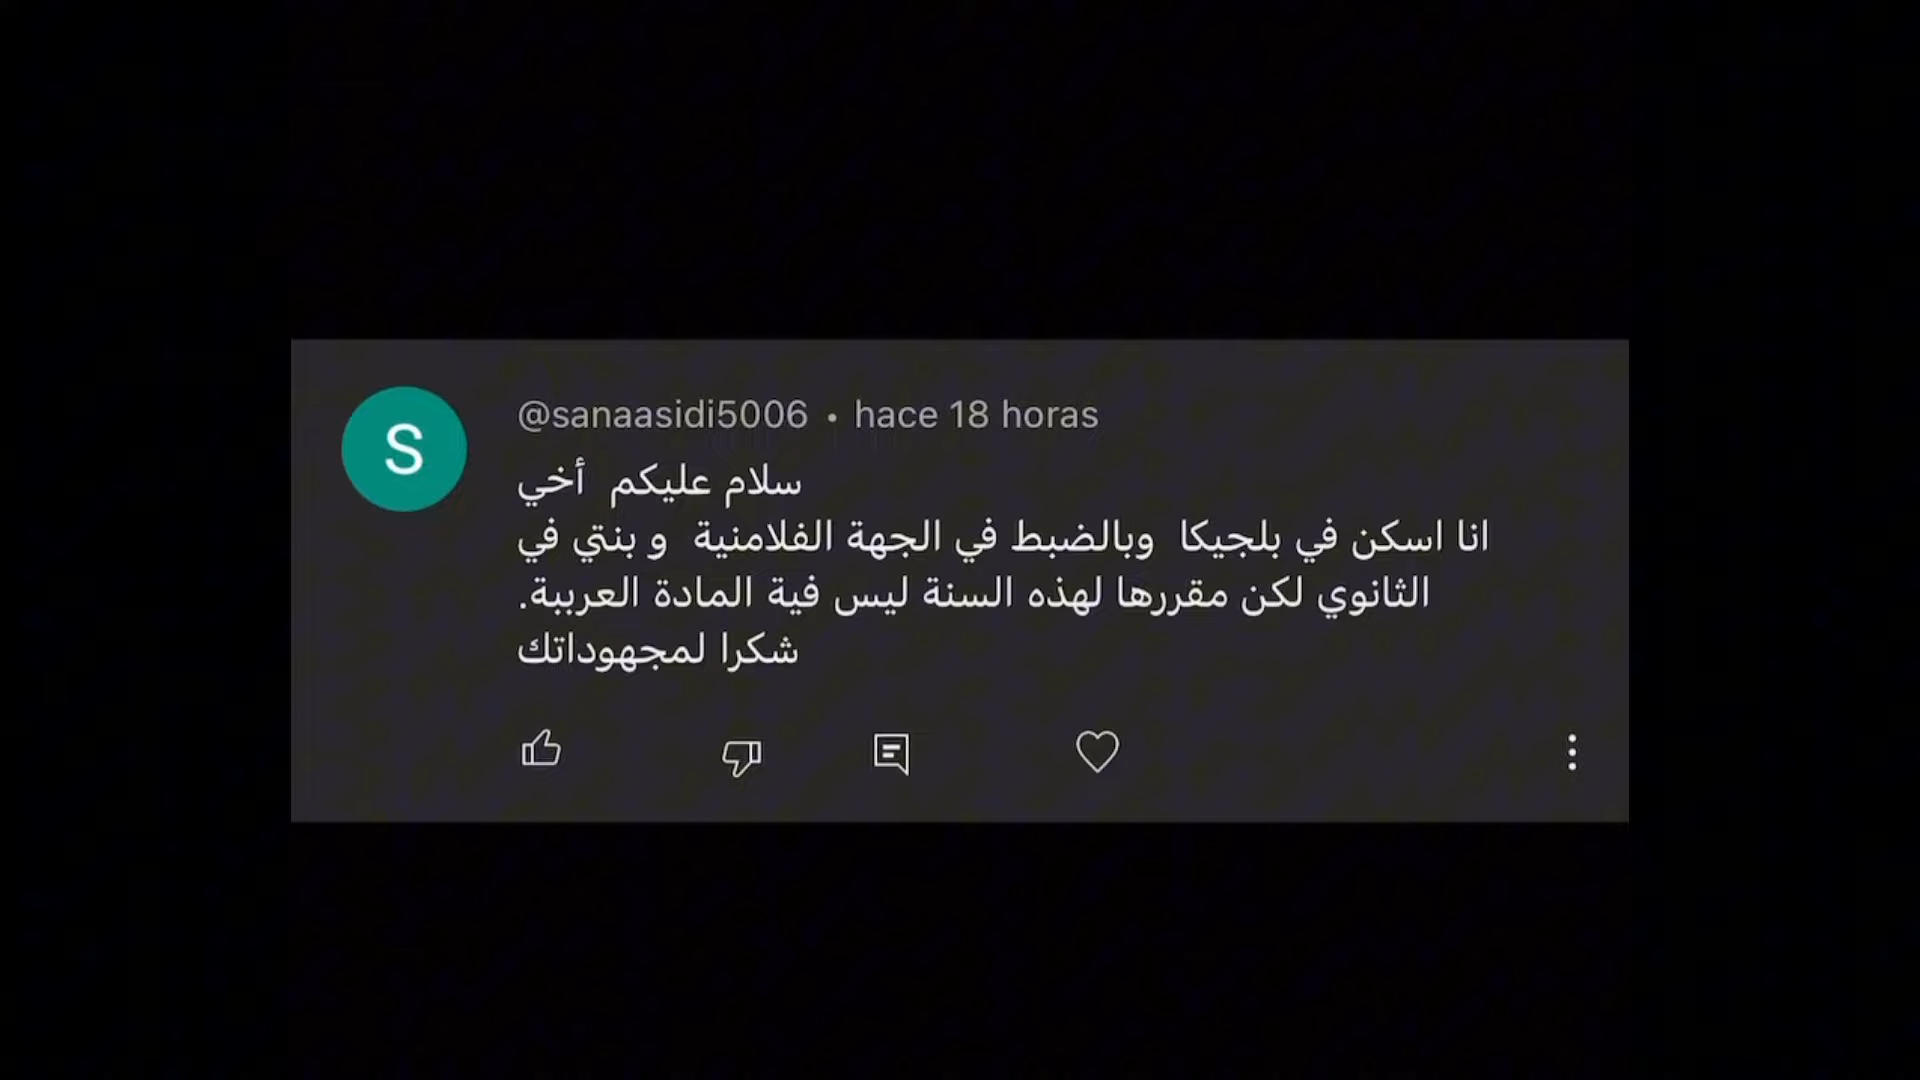 S
@sanaasidi5006 • hace 18 horas
سلام عليكم أخي
انا اسكن في بلجيكا وبالضبط في الجهة الفلامنية و بنتي في
الثانوي لكن مقررها لهذه السنة ليس فية المادة العربية.
شكرا لمجهوداتك